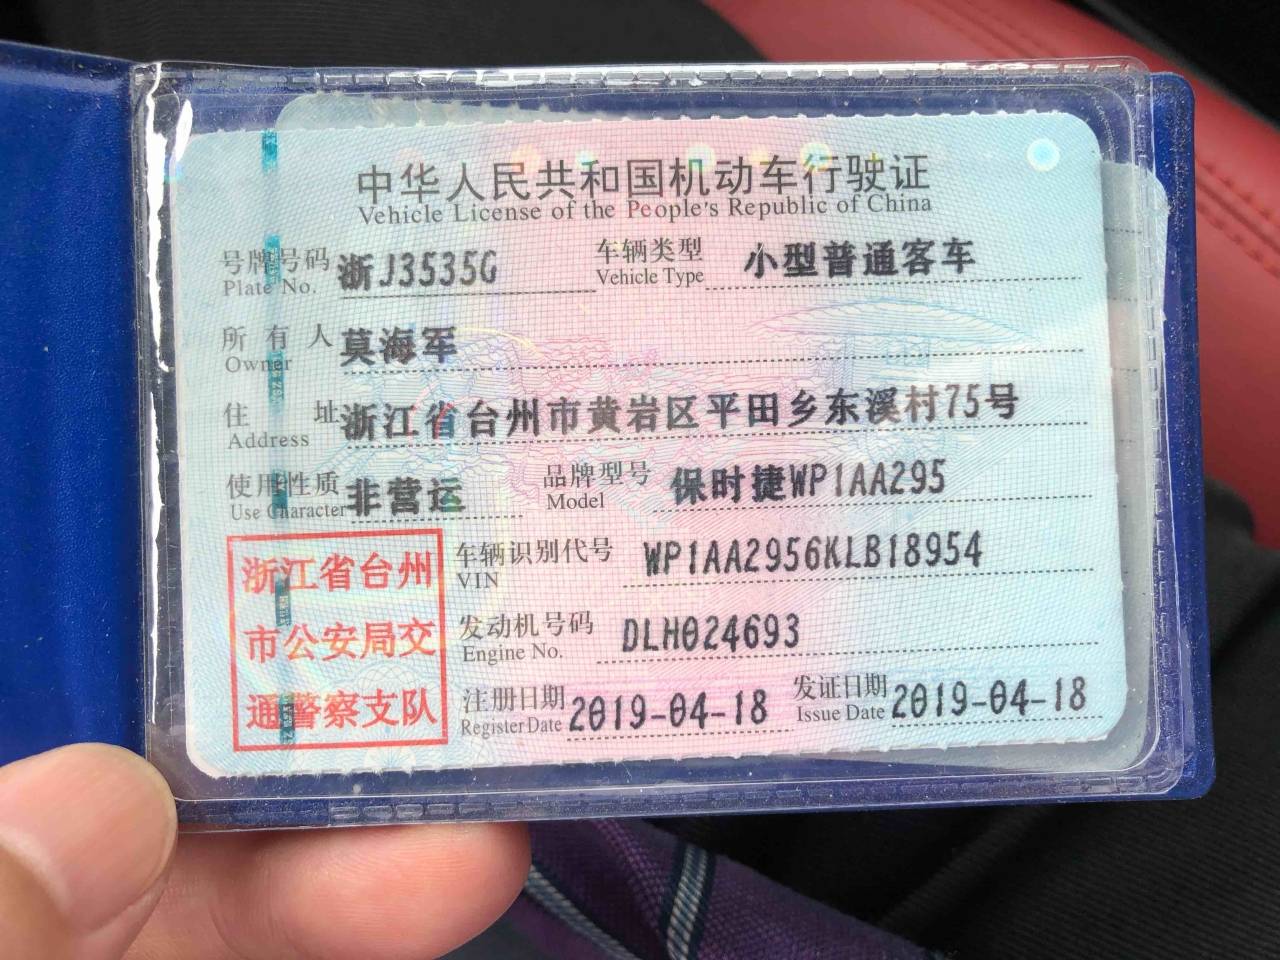 中华人民共和国机动车行驶证
Vehicle License of the People's Republic of China
号牌号码 浙J3535G 车辆类型 小型普通客车
Plate No. Vehicle Type
所有人 莫海军
Owner
住址 浙江省台州市黄岩区平田乡东溪村75号
Address
使用性质 非营运 品牌型号 保时捷WP1AA295
Use Character Model
浙江省台州
市公安局交
通警察支队
车辆识别代号 WP1AA2956KLB18954
VIN
发动机号码 DLH024693
Engine No.
注册日期 2019-04-18 发证日期 2019-04-18
Register Date Issue Date